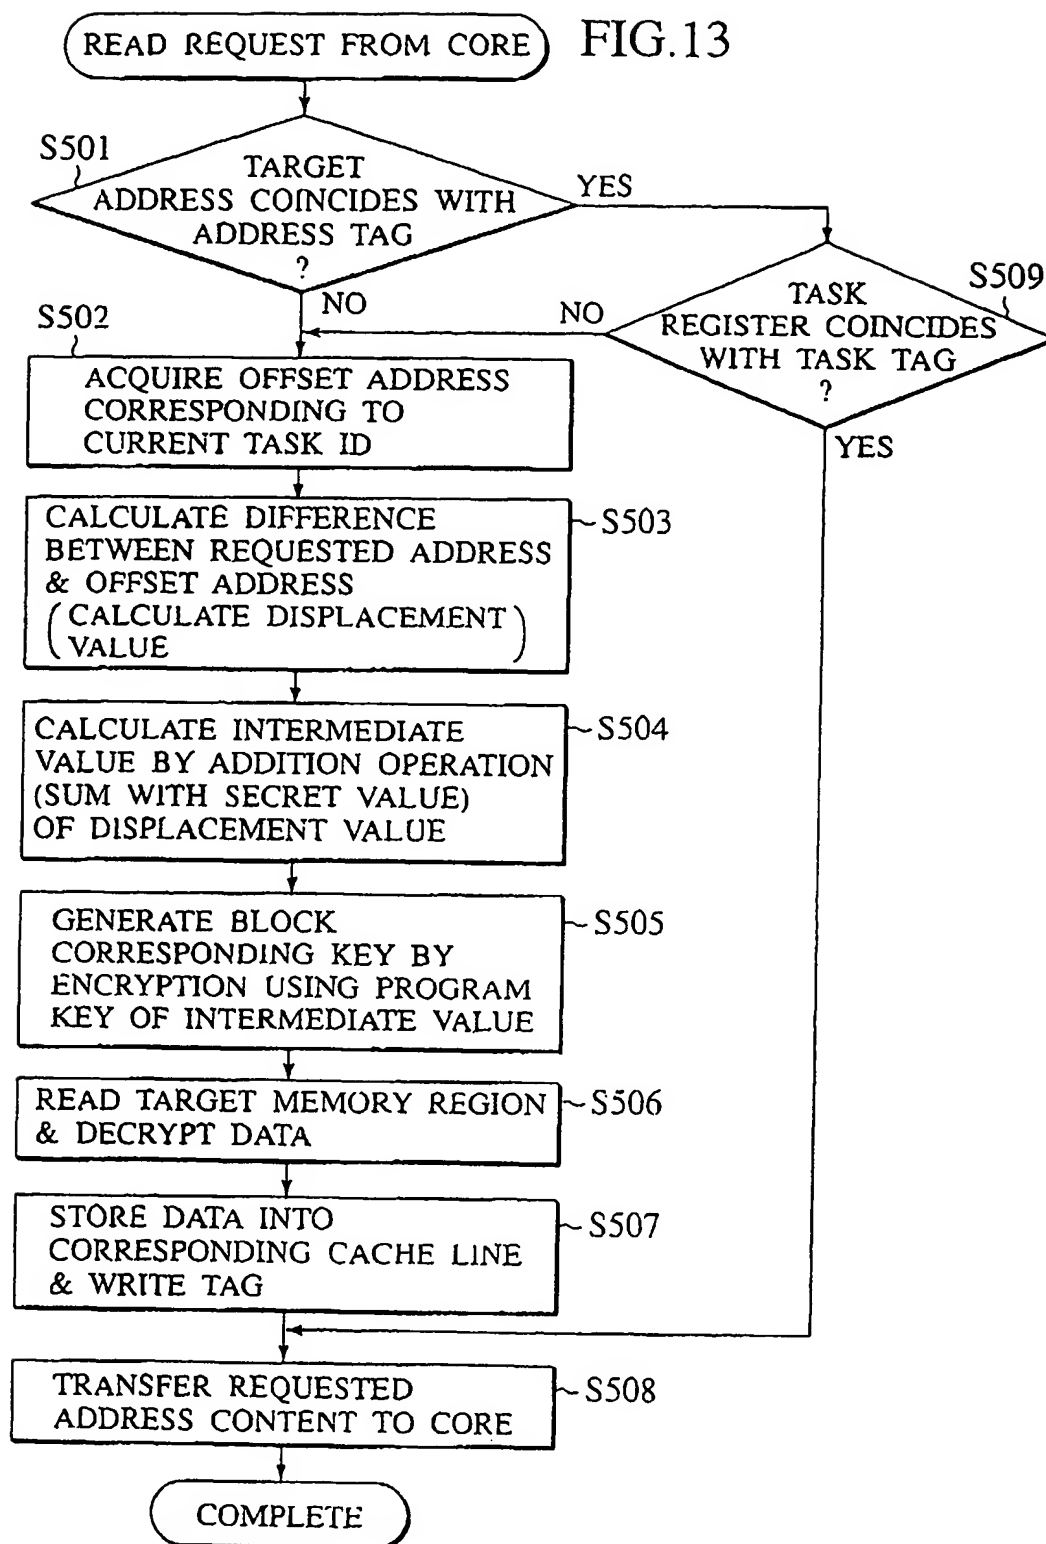 READ REQUEST FROM CORE
FIG.13
S501
TARGET
ADDRESS COINCIDES WITH
ADDRESS TAG
?
YES
NO
S509
TASK
REGISTER COINCIDES
WITH TASK TAG
?
NO
YES
S502
ACQUIRE OFFSET ADDRESS
CORRESPONDING TO
CURRENT TASK ID
S503
CALCULATE DIFFERENCE
BETWEEN REQUESTED ADDRESS
& OFFSET ADDRESS
(CALCULATE DISPLACEMENT
VALUE)
S504
CALCULATE INTERMEDIATE
VALUE BY ADDITION OPERATION
(SUM WITH SECRET VALUE)
OF DISPLACEMENT VALUE
S505
GENERATE BLOCK
CORRESPONDING KEY BY
ENCRYPTION USING PROGRAM
KEY OF INTERMEDIATE VALUE
S506
READ TARGET MEMORY REGION
& DECRYPT DATA
S507
STORE DATA INTO
CORRESPONDING CACHE LINE
& WRITE TAG
S508
TRANSFER REQUESTED
ADDRESS CONTENT TO CORE
COMPLETE